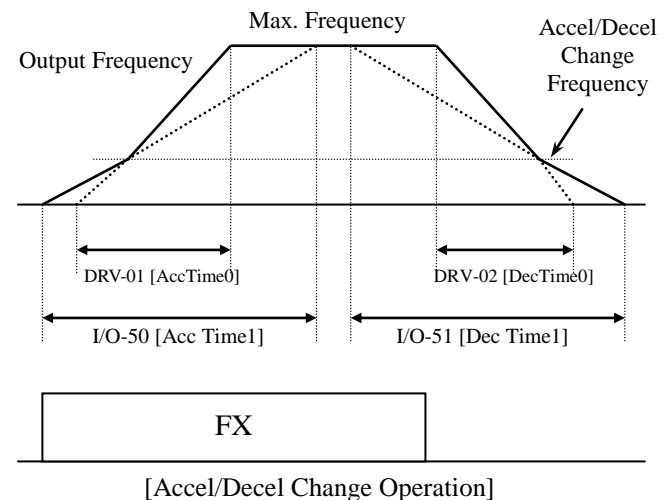 Max. Frequency
Accel/Decel
Change
Frequency
Output Frequency
DRV-01 [AccTime0]
DRV-02 [DecTime0]
I/O-50 [Acc Time1]
I/O-51 [Dec Time1]
FX
[Accel/Decel Change Operation]